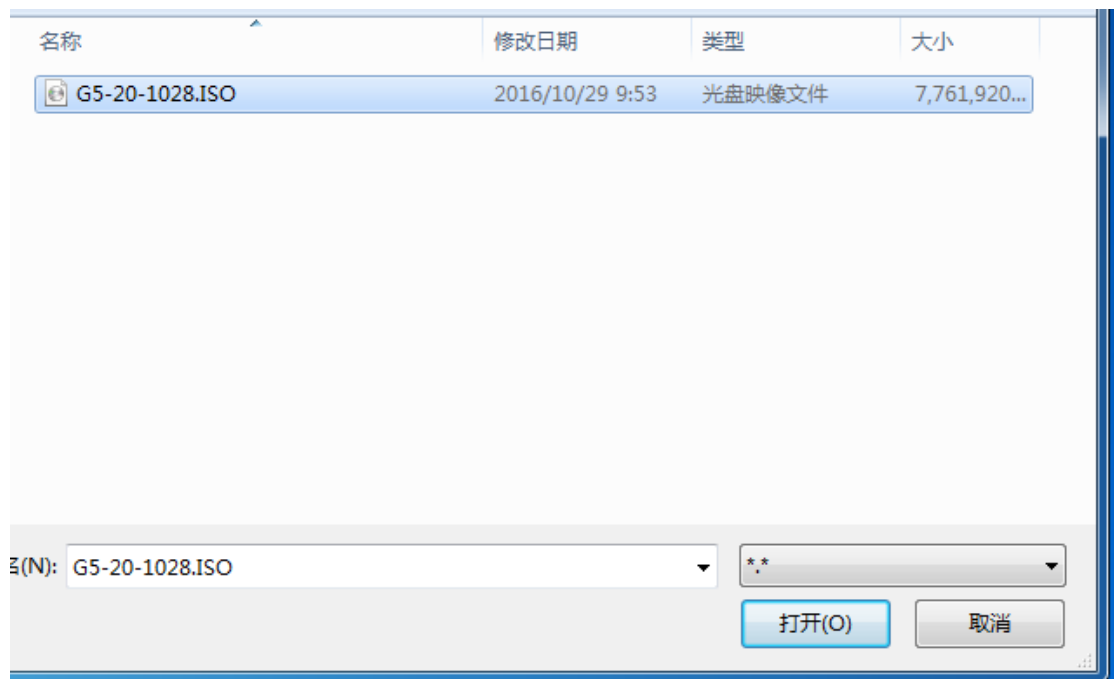 名称 修改日期 类型 大小
G5-20-1028.ISO 2016/10/29 9:53 光盘映像文件 7,761,920...
(N): G5-20-1028.ISO *.*
打开(O) 取消